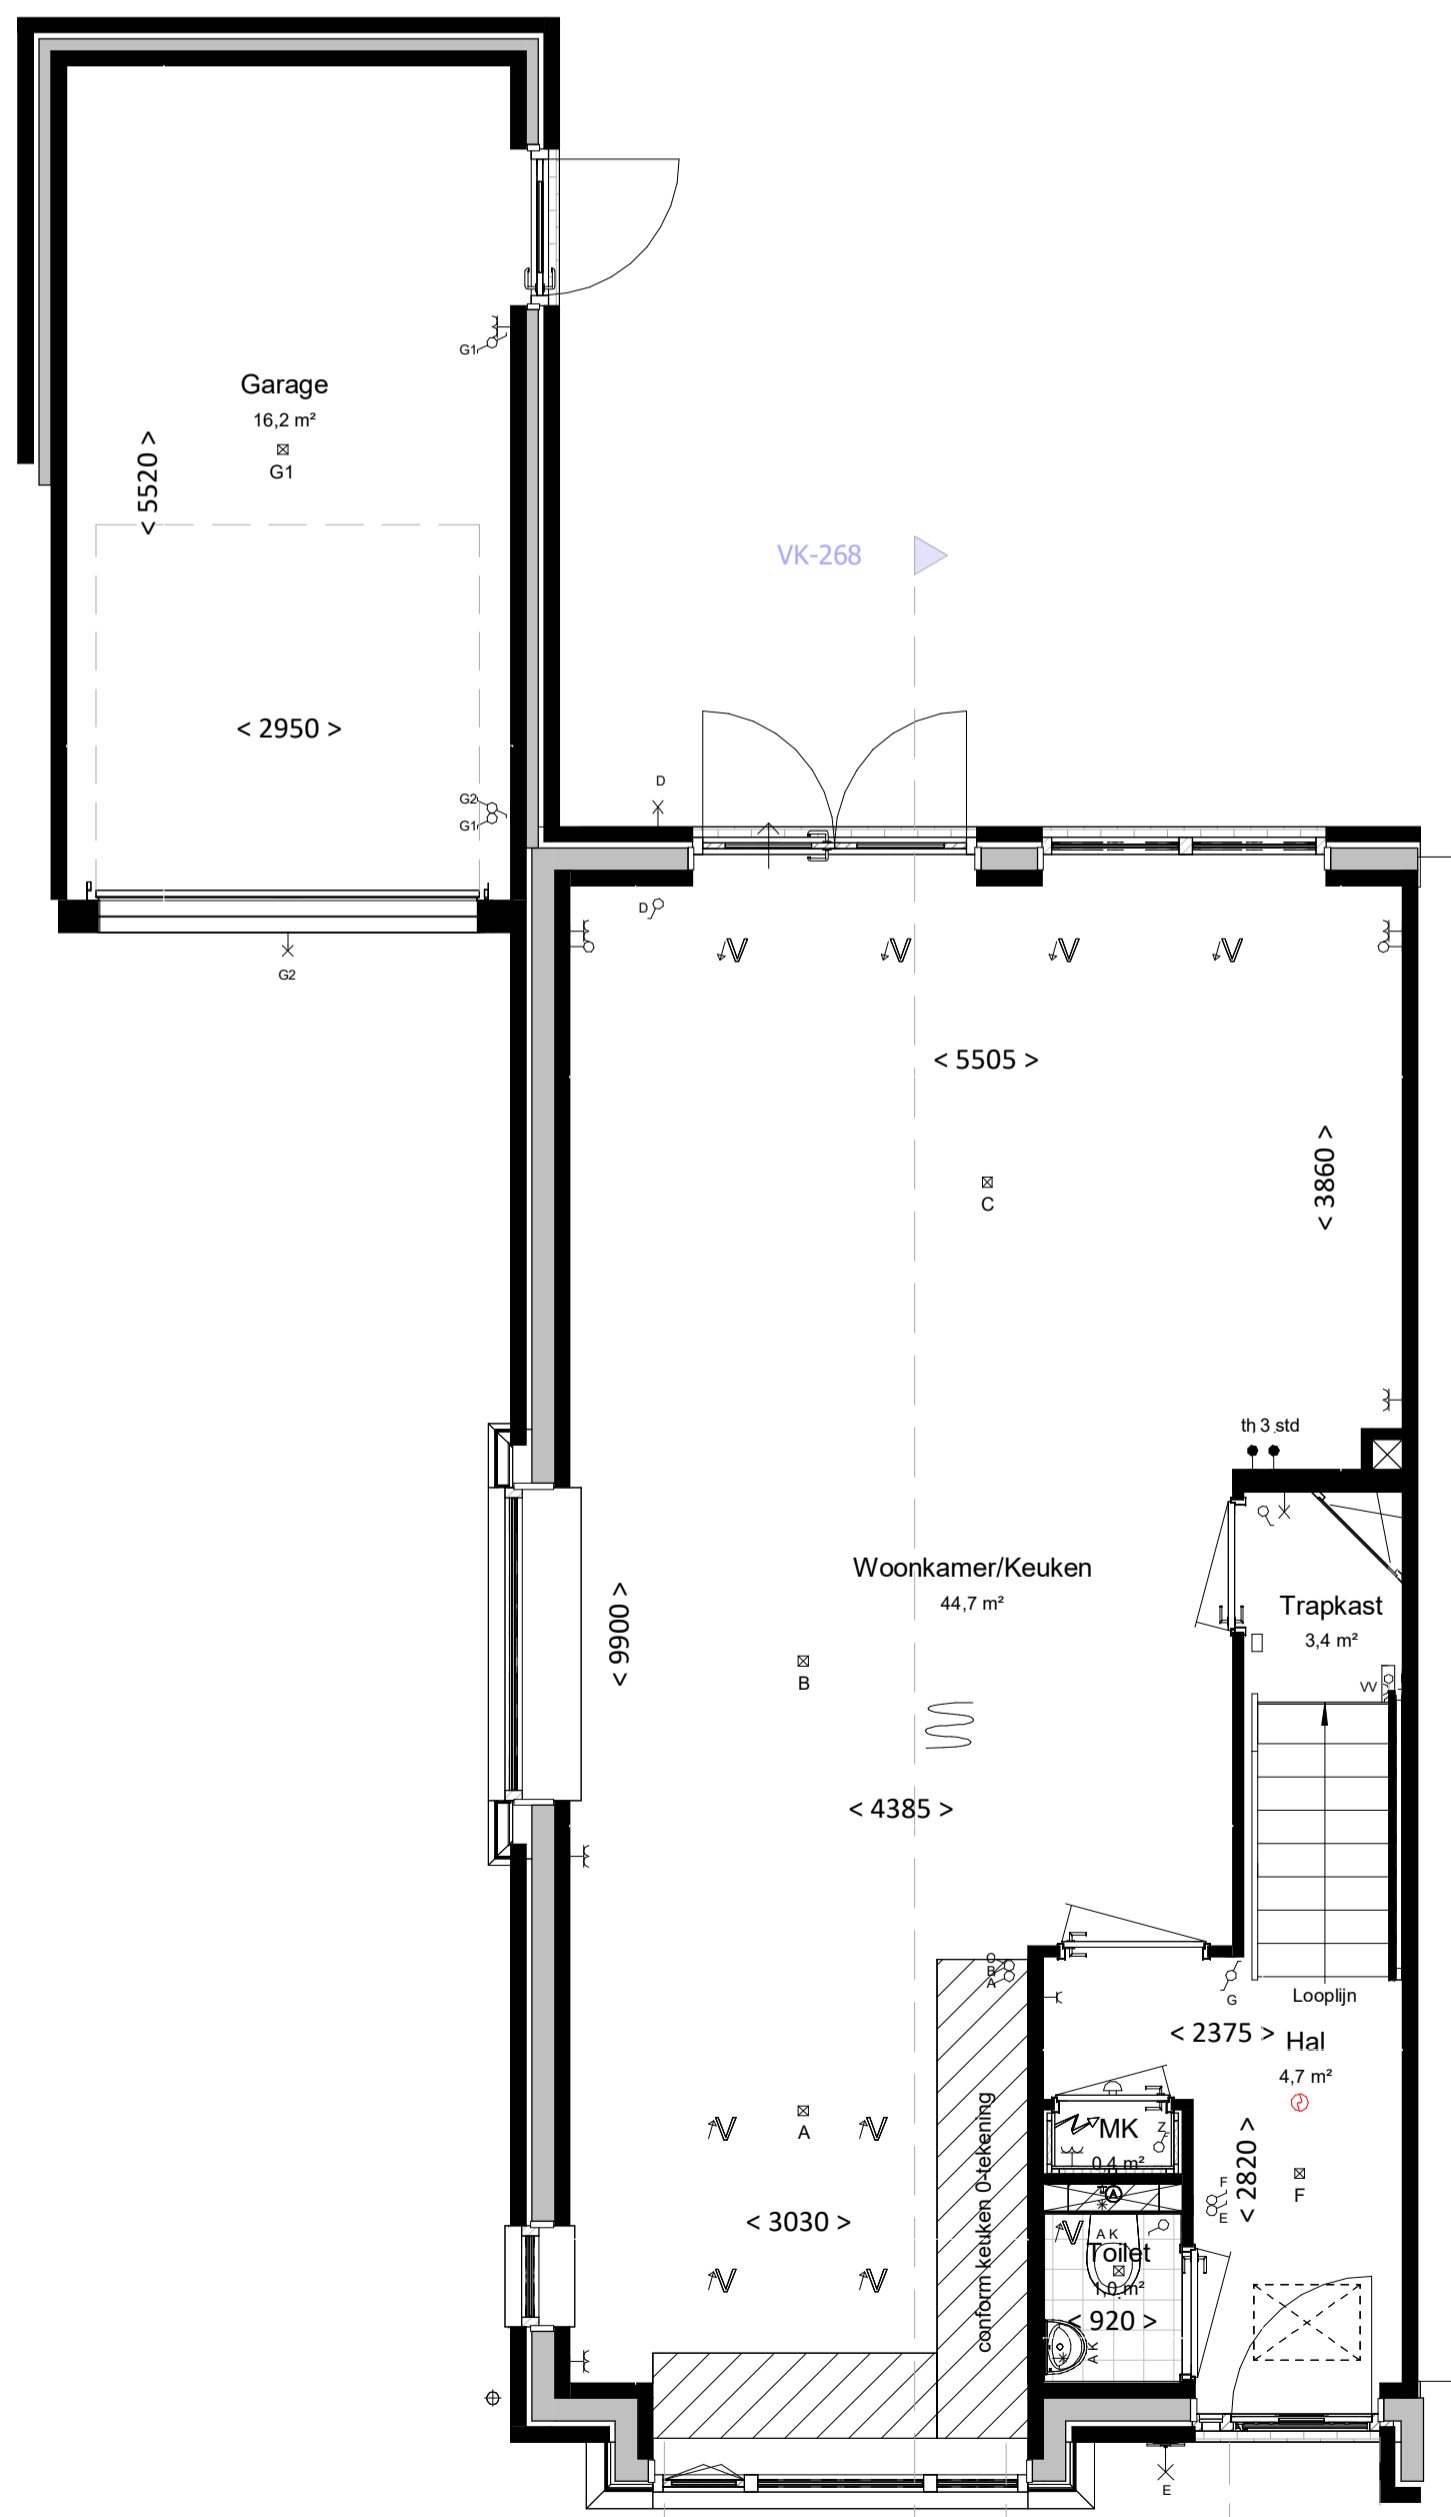 G1
Garage
16,2 m²
G1
< 5520 >
VK-268
< 2950 >
D
G2
G1
D
G2
V V V V
< 5505 >
C
< 3860 >
th 3 std
Woonkamer/Keuken
44,7 m²
Trapkast
3,4 m²
< 9900 >
B
VV
< 4385 >
O
B
A
G
Looplijn
< 2375 >
Hal
4,7 m²
A
V V
conform keuken 0-tekening
MK
Z
0,4 m²
< 2820 >
F
F
E
< 3030 >
V
A K
Toilet
1,0 m²
V V
< 920 >
A K
E